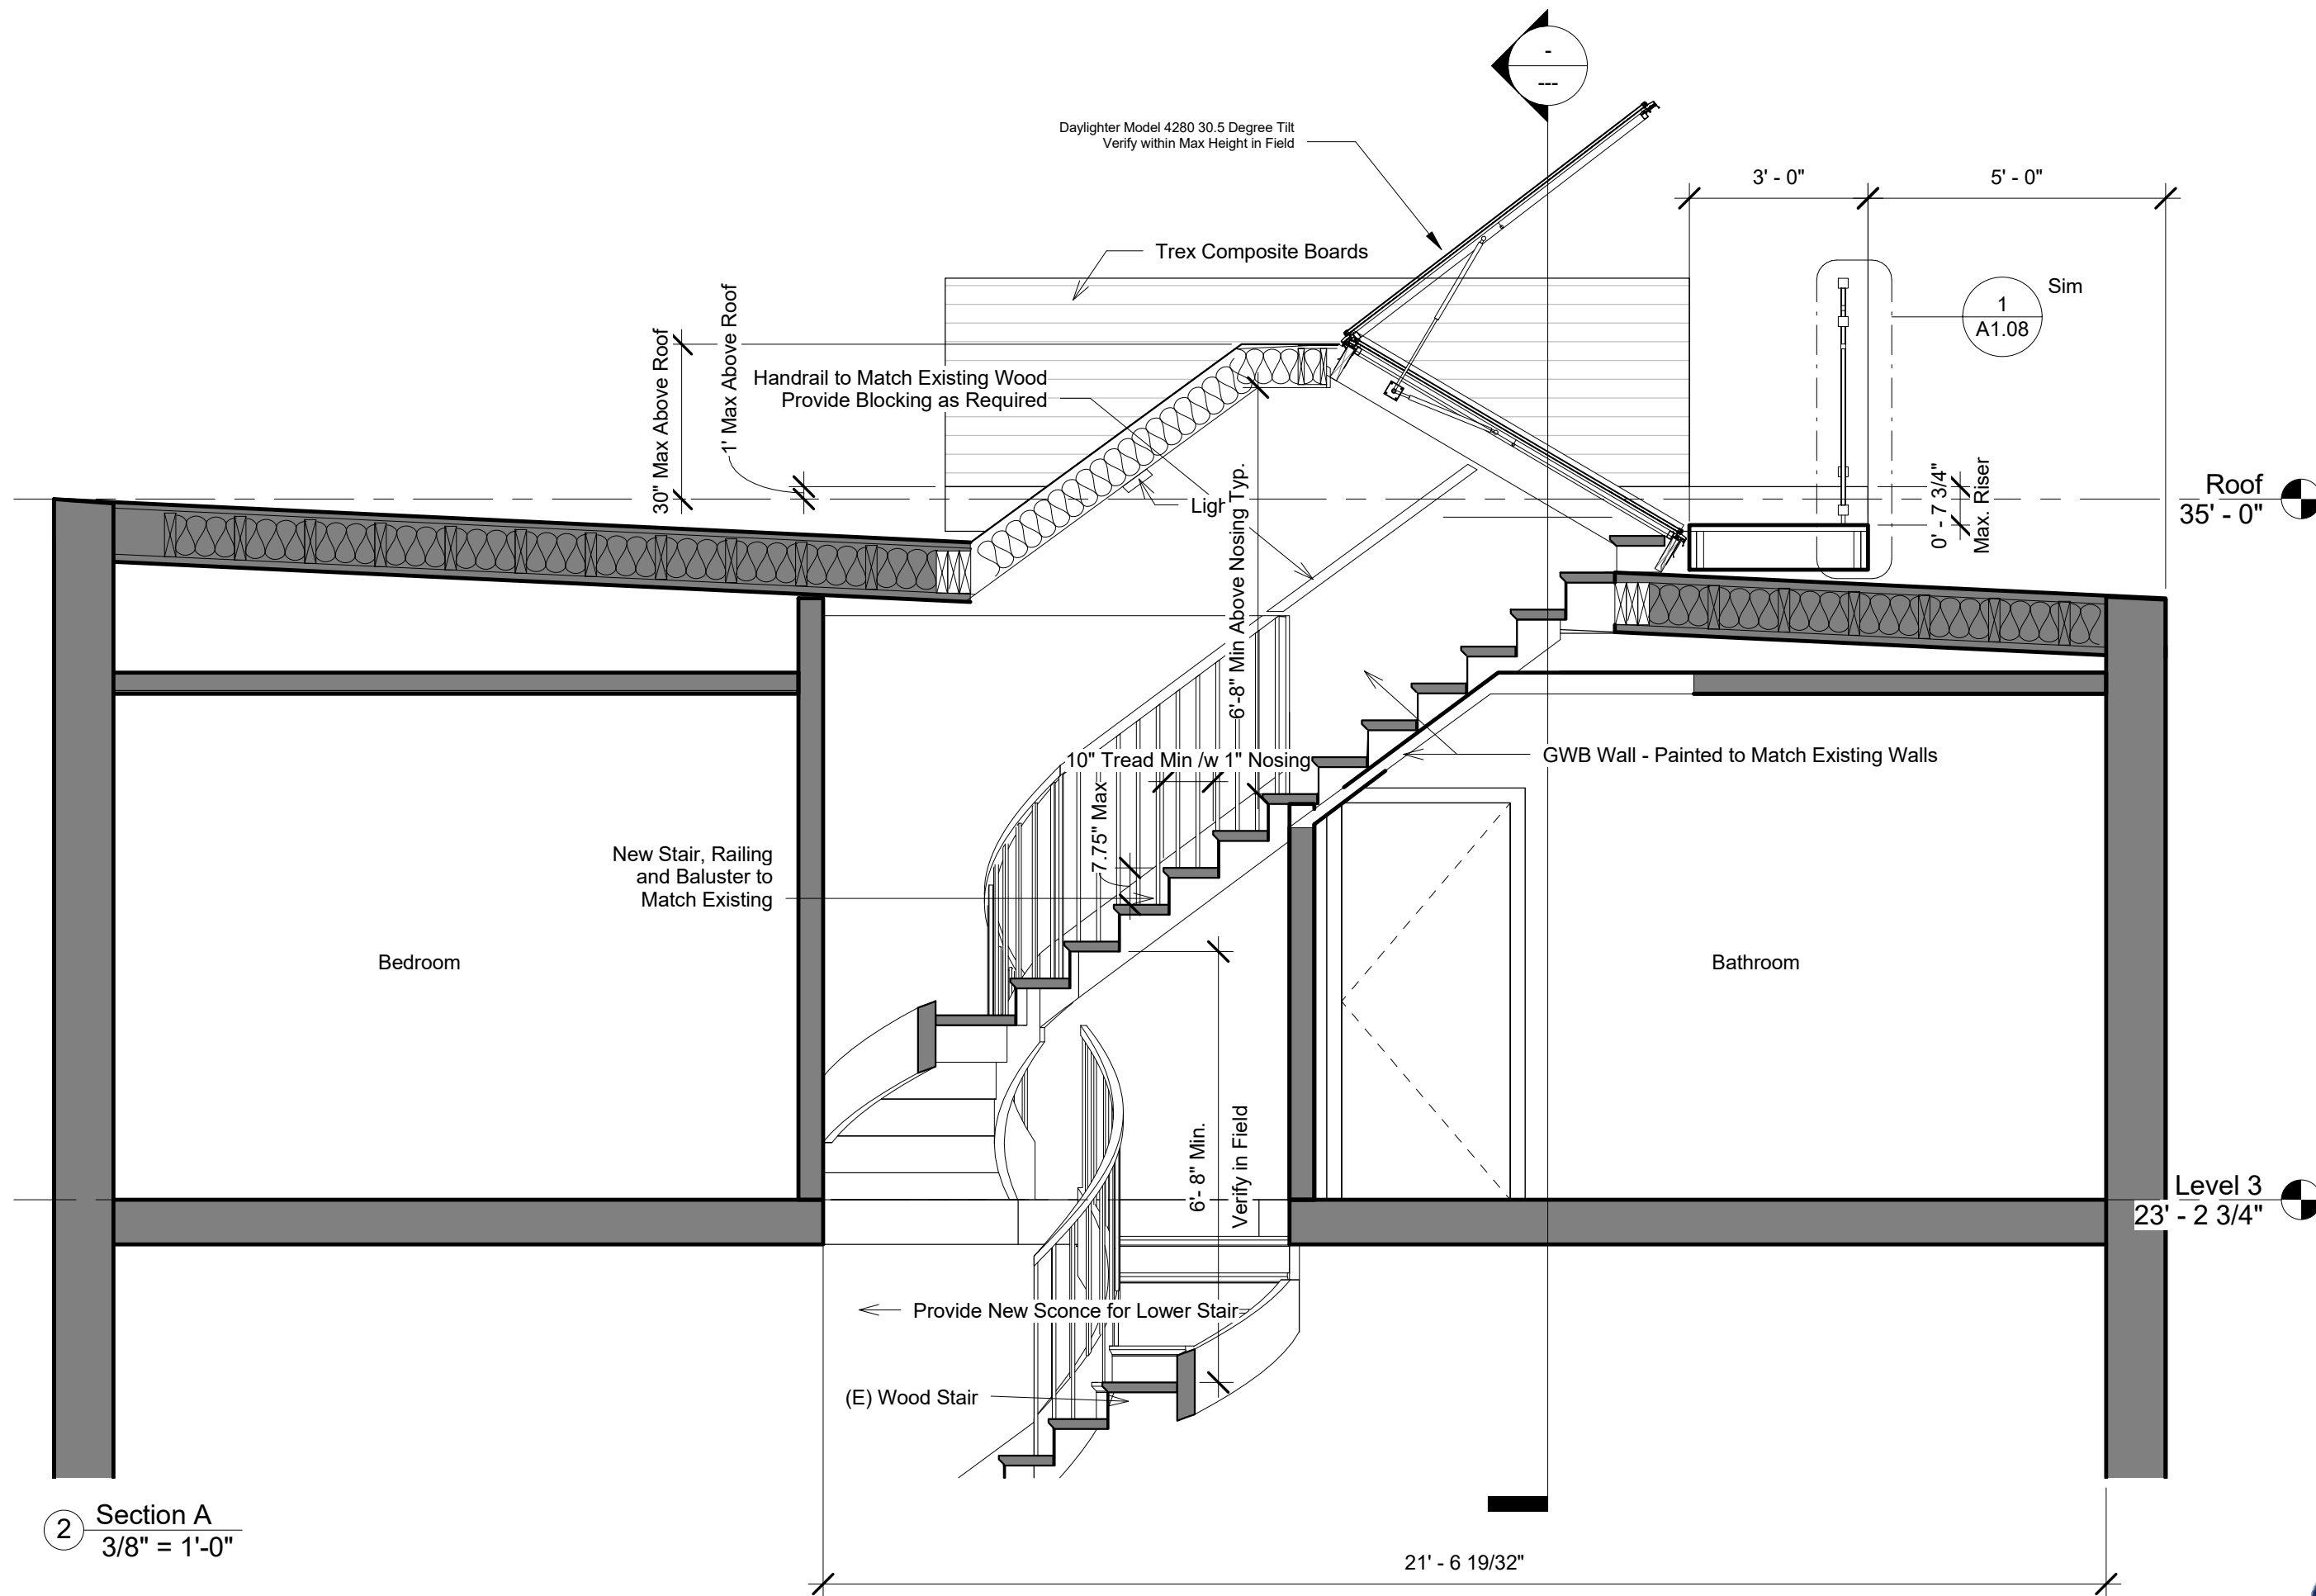 -
---
Daylighter Model 4280 30.5 Degree Tilt
Verify within Max Height in Field
3' - 0"
5' - 0"
Trex Composite Boards
Sim
1
A1.08
30" Max Above Roof
1' Max Above Roof
Handrail to Match Existing Wood
Provide Blocking as Required
6'-8" Min Above Nosing Typ.
0' - 7 3/4"
Max. Riser
Roof
35' - 0"
10" Tread Min /w 1" Nosing
GWB Wall - Painted to Match Existing Walls
7.75" Max
New Stair, Railing
and Baluster to
Match Existing
Bedroom
Bathroom
6'- 8" Min.
Verify in Field
Level 3
23' - 2 3/4"
Provide New Sconce for Lower Stair
(E) Wood Stair
2
Section A
3/8" = 1'-0"
21' - 6 19/32"